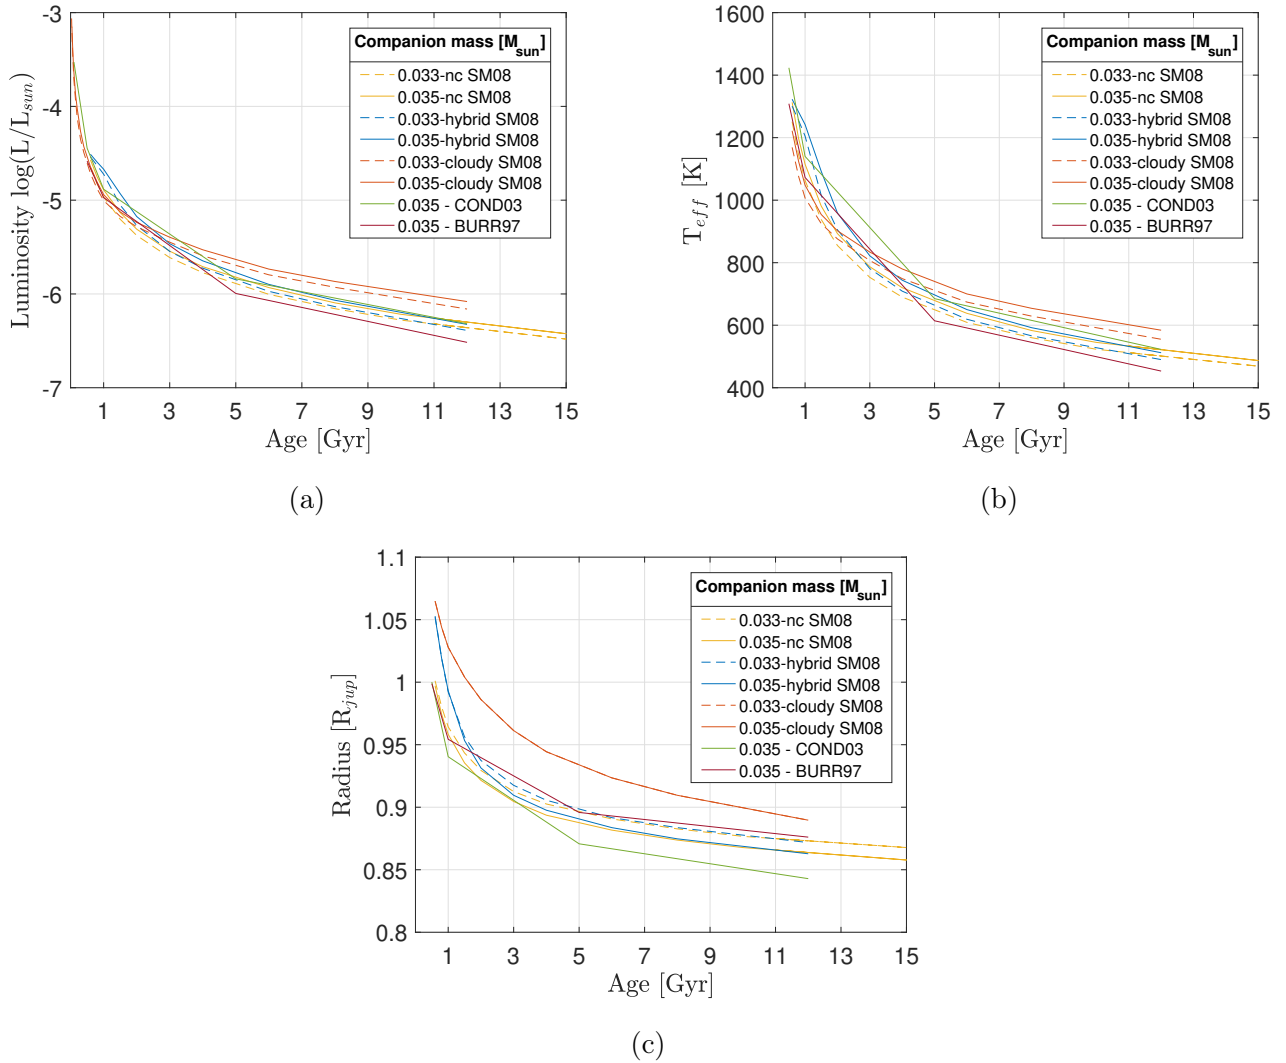 -3
-4
-5
-6
-7
1 3 5 7 9 11 13 15
Luminosity log(L/L_sun)
Age [Gyr]
Companion mass [M_sun]
0.033-nc SM08
0.035-nc SM08
0.033-hybrid SM08
0.035-hybrid SM08
0.033-cloudy SM08
0.035-cloudy SM08
0.035 - COND03
0.035 - BURR97
(a)
1600
1400
1200
1000
800
600
400
1 3 5 7 9 11 13 15
T_eff [K]
Age [Gyr]
Companion mass [M_sun]
0.033-nc SM08
0.035-nc SM08
0.033-hybrid SM08
0.035-hybrid SM08
0.033-cloudy SM08
0.035-cloudy SM08
0.035 - COND03
0.035 - BURR97
(b)
1.1
1.05
1
0.95
0.9
0.85
0.8
1 3 5 7 9 11 13 15
Radius [R_jup]
Age [Gyr]
Companion mass [M_sun]
0.033-nc SM08
0.035-nc SM08
0.033-hybrid SM08
0.035-hybrid SM08
0.033-cloudy SM08
0.035-cloudy SM08
0.035 - COND03
0.035 - BURR97
(c)